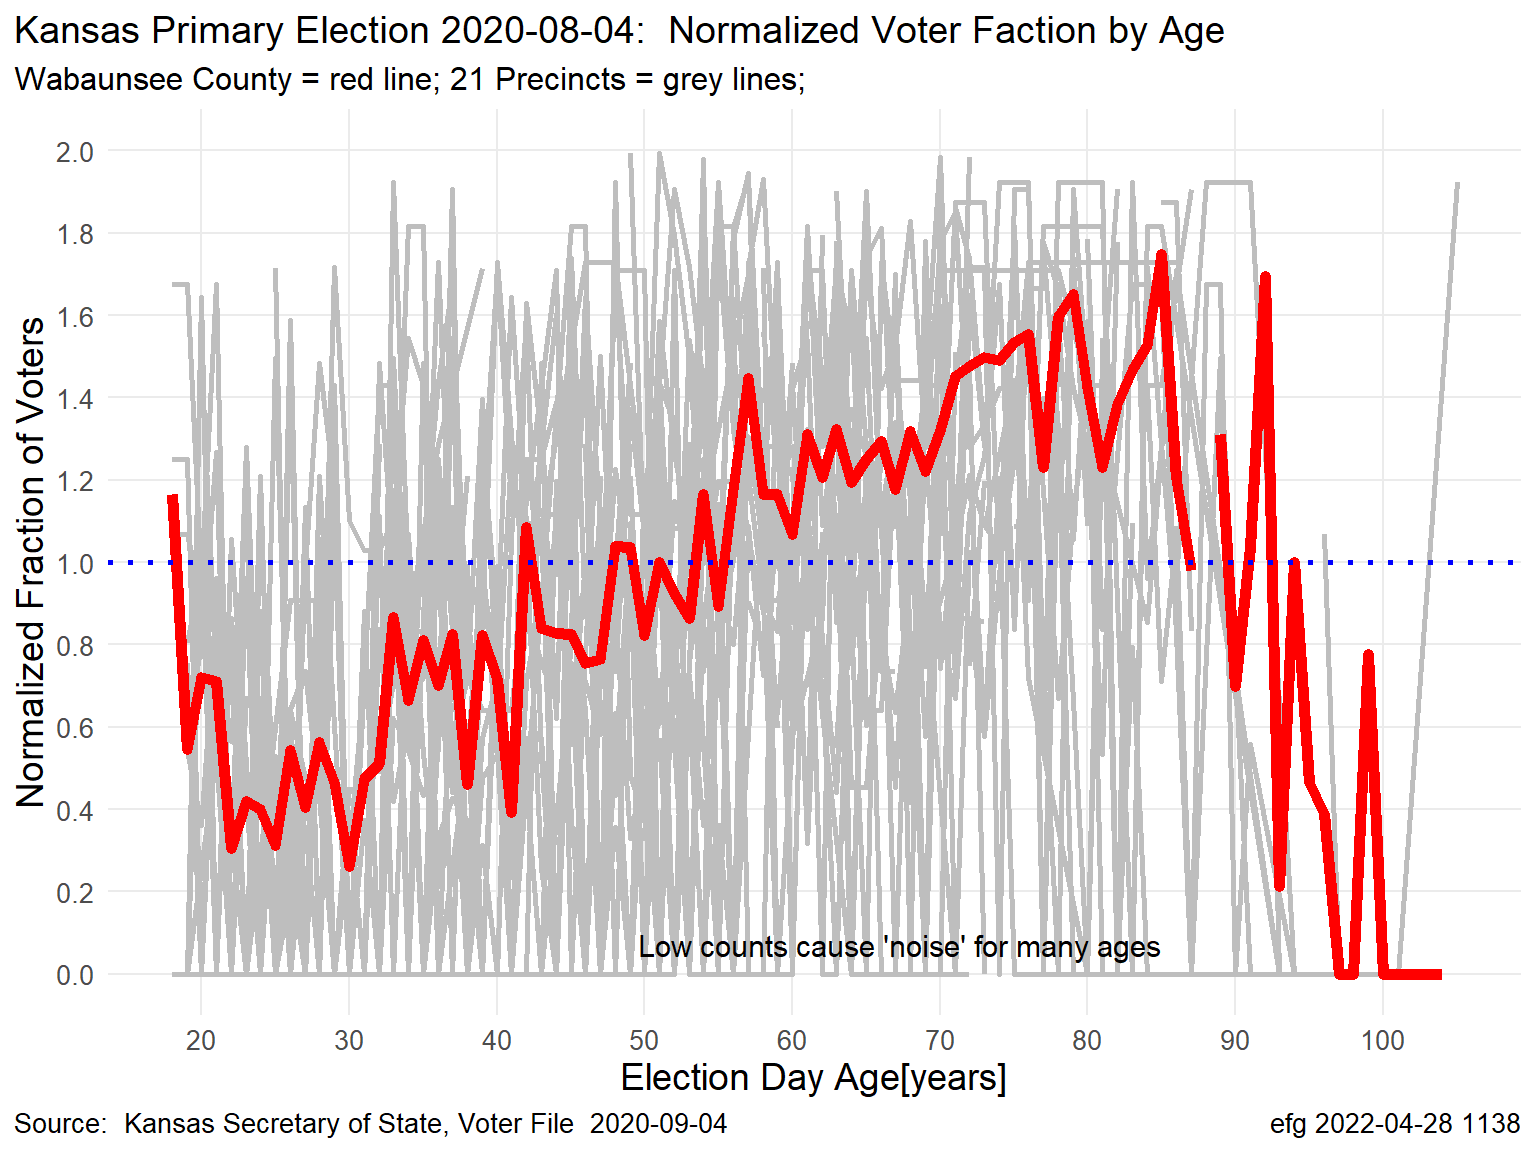 Kansas Primary Election 2020-08-04:  Normalized Voter Faction by Age
Wabaunsee County = red line; 21 Precincts = grey lines;
Normalized Fraction of Voters
2.0
1.8
1.6
1.4
1.2
1.0
0.8
0.6
0.4
0.2
0.0
Low counts cause 'noise' for many ages
20 30 40 50 60 70 80 90 100
Election Day Age[years]
Source:  Kansas Secretary of State, Voter File  2020-09-04
efg 2022-04-28 1138